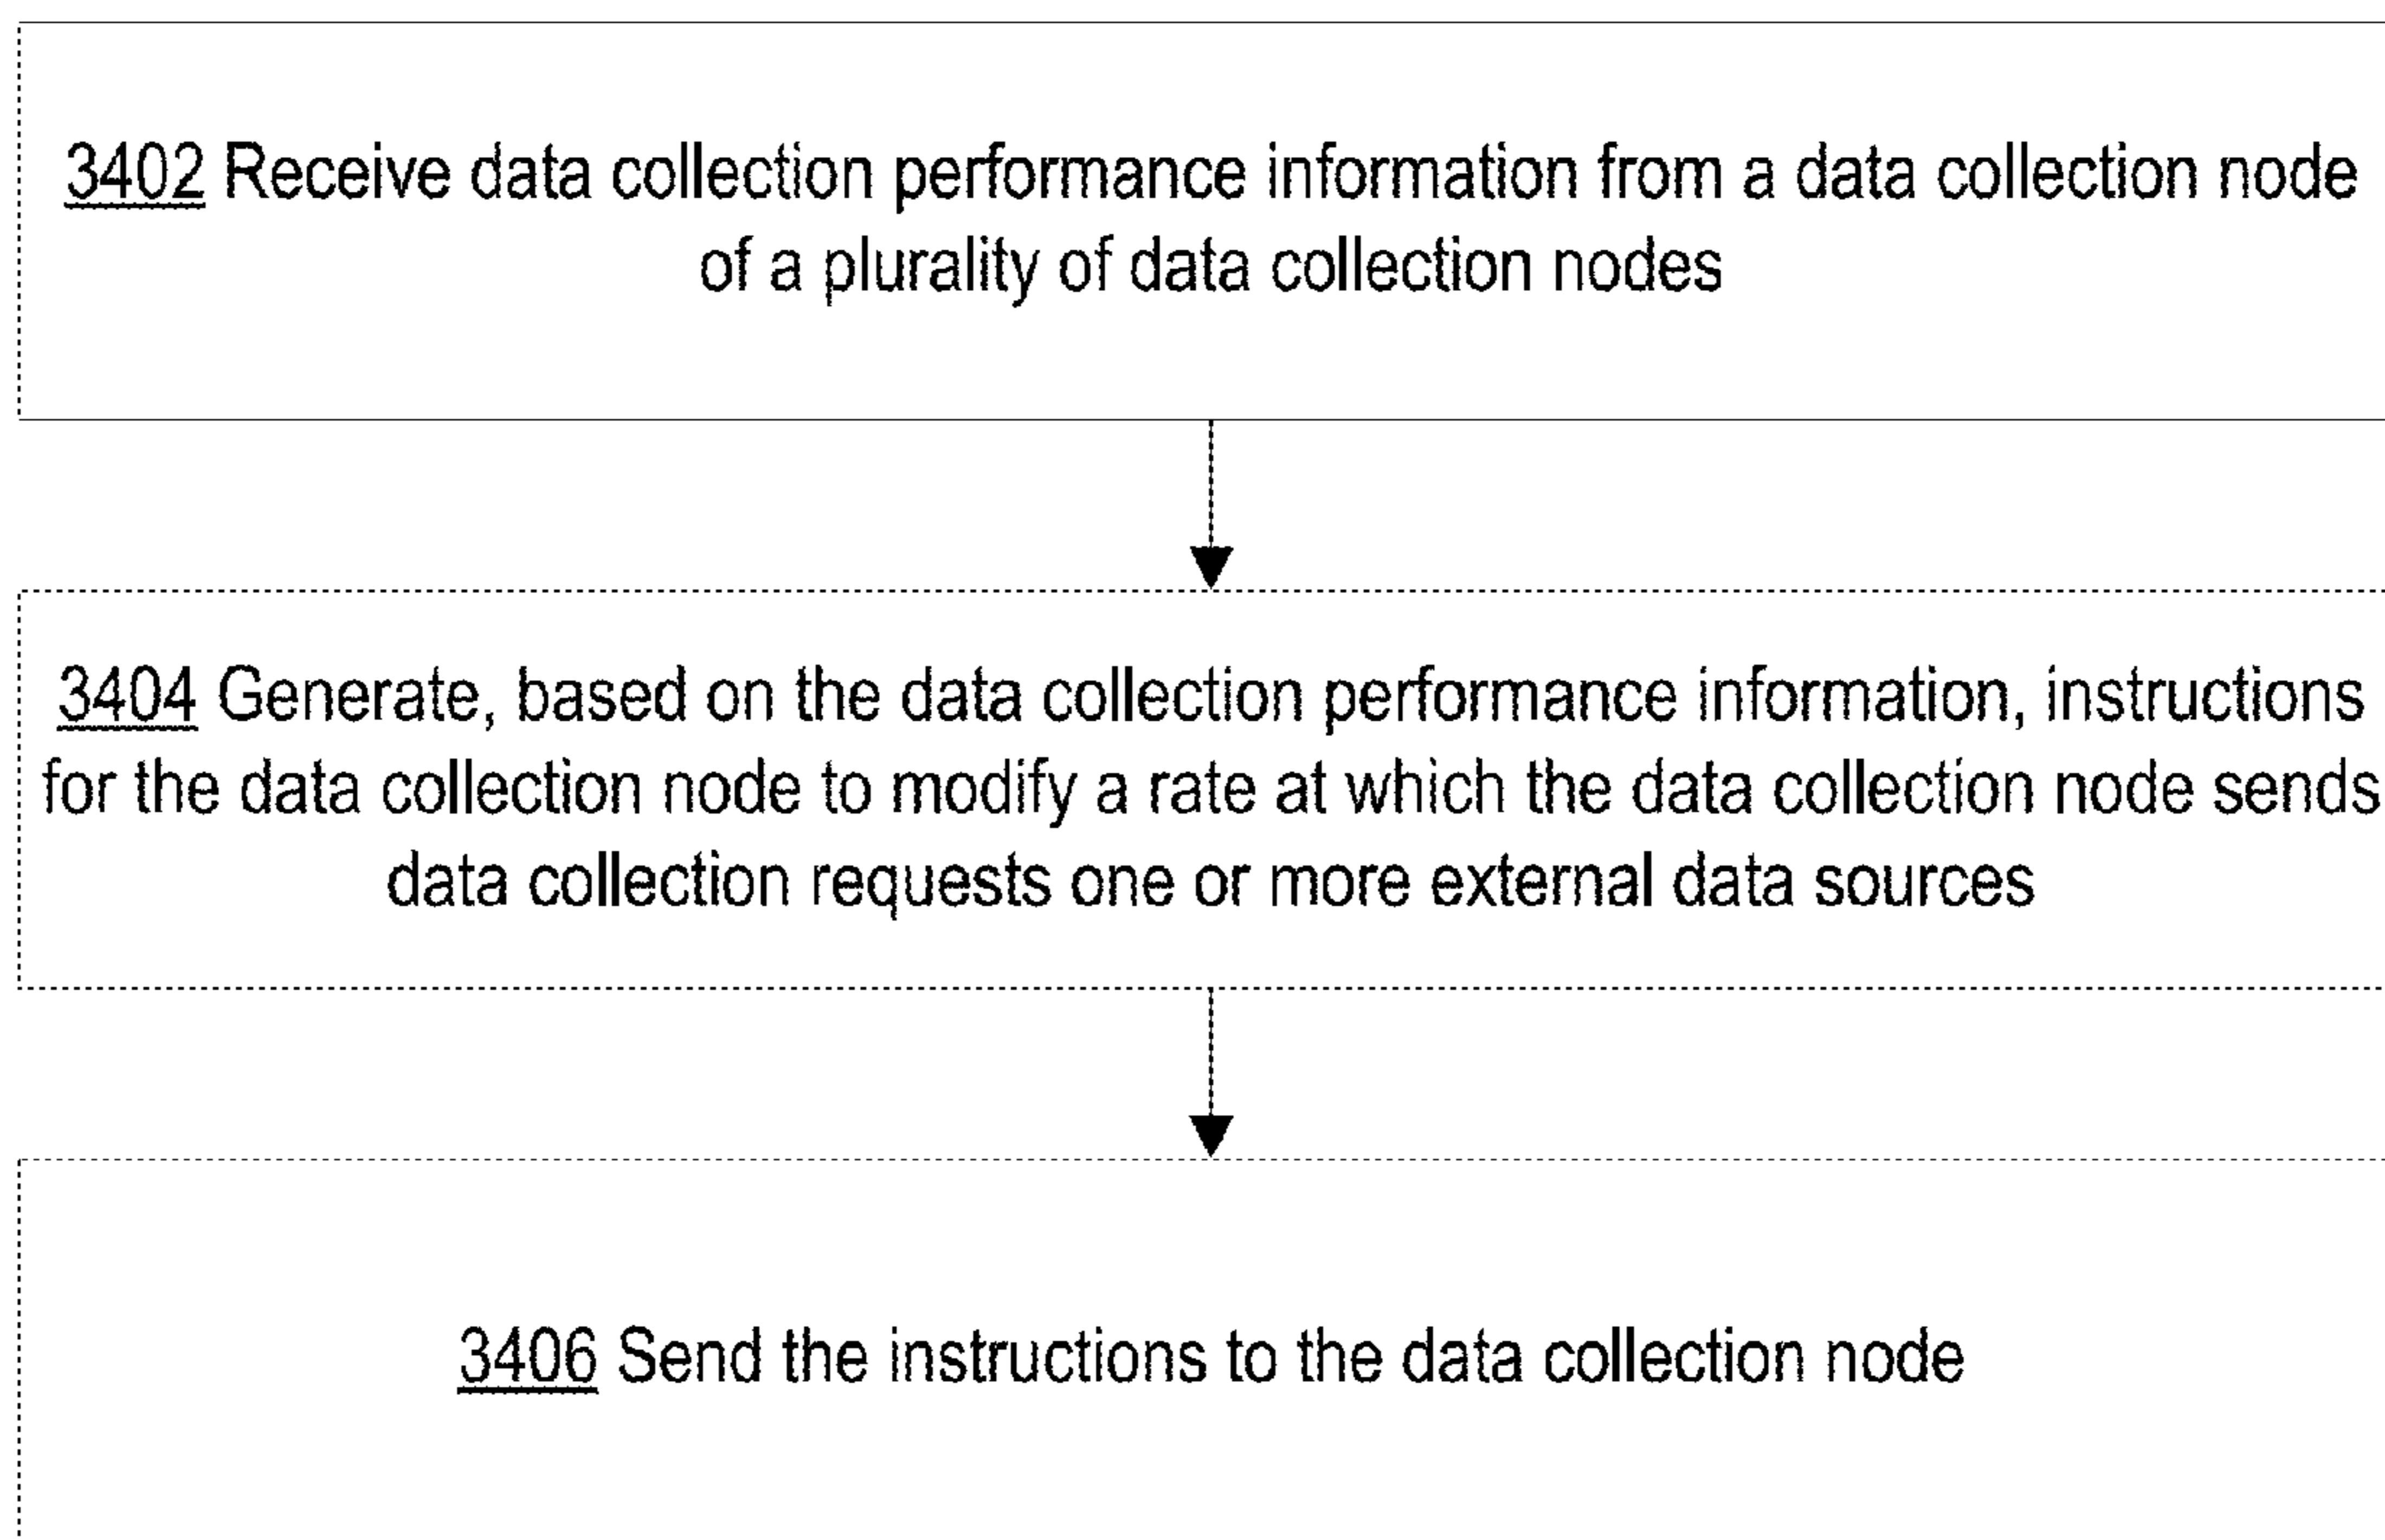 3402 Receive data collection performance information from a data collection node
of a plurality of data collection nodes
3404 Generate, based on the data collection performance information, instructions
for the data collection node to modify a rate at which the data collection node sends
data collection requests one or more external data sources
3406 Send the instructions to the data collection node